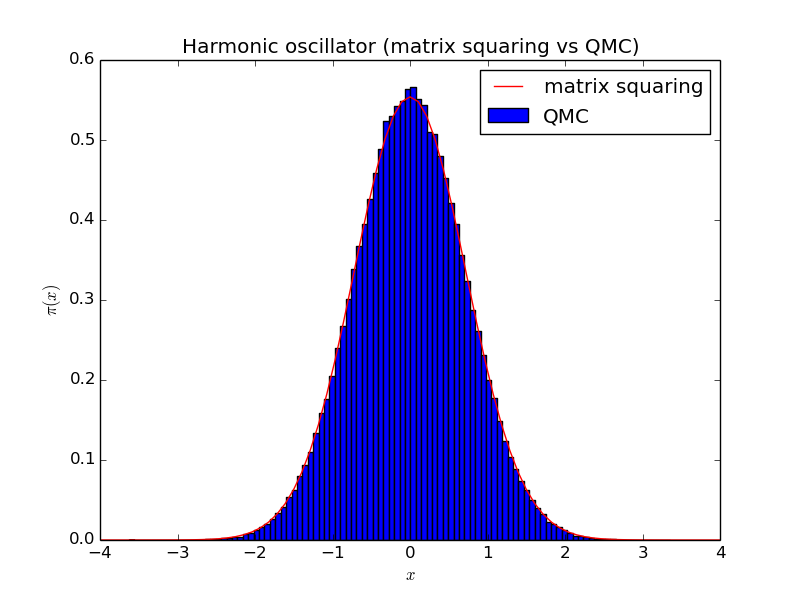 Harmonic oscillator (matrix squaring vs QMC)
matrix squaring
QMC
0.6
0.5
0.4
0.3
0.2
0.1
0.0
π(x)
−4 −3 −2 −1 0 1 2 3 4
x